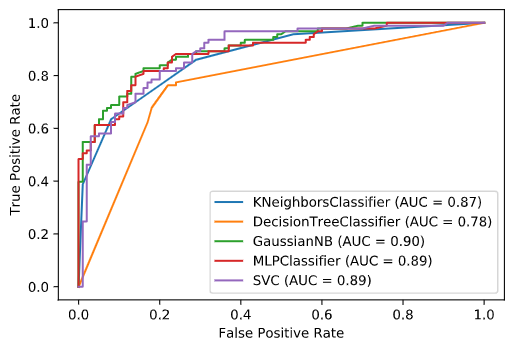 1.0
0.8
0.6
0.4
0.2
0.0
True Positive Rate
KNeighborsClassifier (AUC = 0.87)
DecisionTreeClassifier (AUC = 0.78)
GaussianNB (AUC = 0.90)
MLPClassifier (AUC = 0.89)
SVC (AUC = 0.89)
0.0 0.2 0.4 0.6 0.8 1.0
False Positive Rate